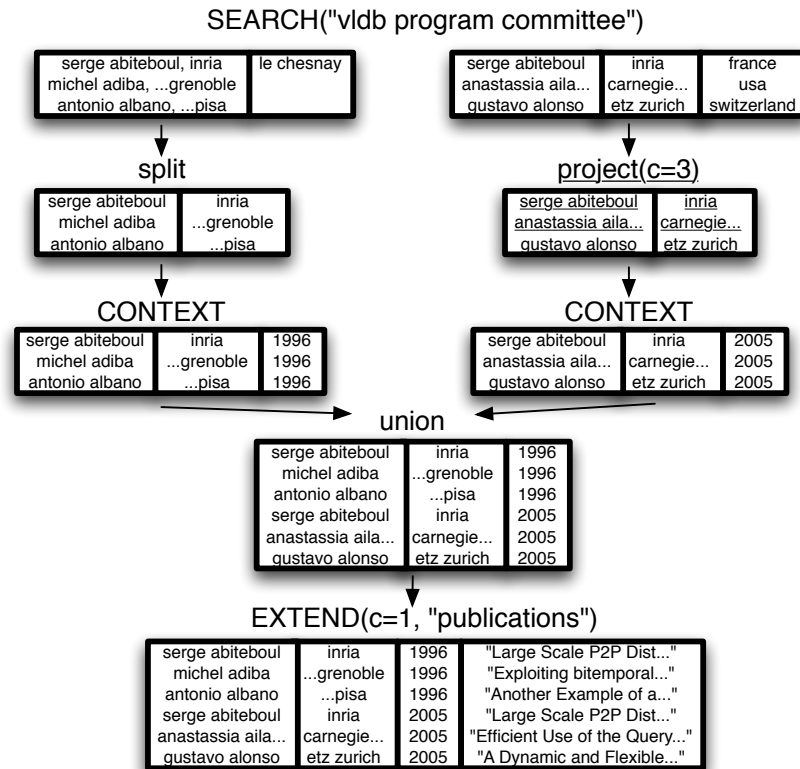 SEARCH("vldb program committee")
serge abiteboul, inria le chesnay
michel adiba, ...grenoble
antonio albano, ...pisa
serge abiteboul inria france
anastassia aila... carnegie... usa
gustavo alonso etz zurich switzerland
split
serge abiteboul inria
michel adiba ...grenoble
antonio albano ...pisa
project(c=3)
serge abiteboul inria
anastassia aila... carnegie...
gustavo alonso etz zurich
CONTEXT
serge abiteboul inria 1996
michel adiba ...grenoble 1996
antonio albano ...pisa 1996
CONTEXT
serge abiteboul inria 2005
anastassia aila... carnegie... 2005
gustavo alonso etz zurich 2005
union
serge abiteboul inria 1996
michel adiba ...grenoble 1996
antonio albano ...pisa 1996
serge abiteboul inria 2005
anastassia aila... carnegie... 2005
gustavo alonso etz zurich 2005
EXTEND(c=1, "publications")
serge abiteboul inria 1996 "Large Scale P2P Dist..."
michel adiba ...grenoble 1996 "Exploiting bitemporal..."
antonio albano ...pisa 1996 "Another Example of a..."
serge abiteboul inria 2005 "Large Scale P2P Dist..."
anastassia aila... carnegie... 2005 "Efficient Use of the Query..."
gustavo alonso etz zurich 2005 "A Dynamic and Flexible..."